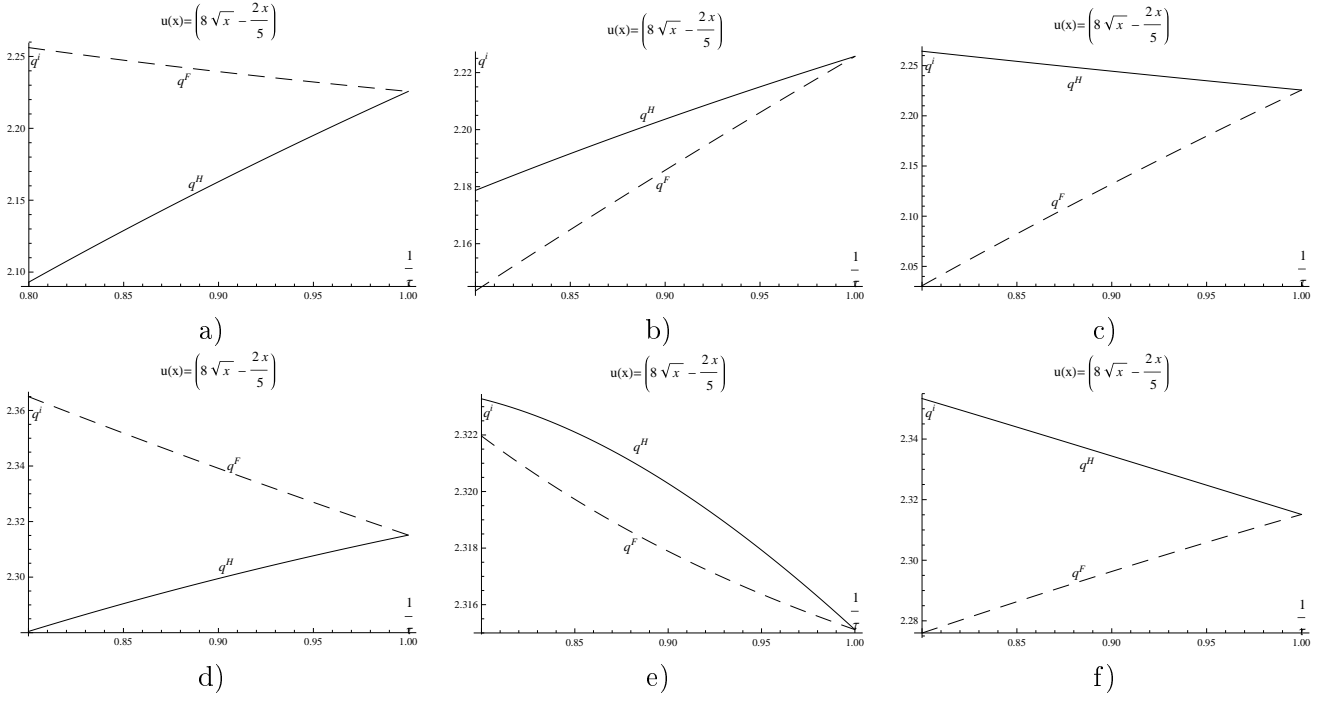 u(x)=(8 √x − 2 x/5)
2.25
q^i
q^F
2.20
q^H
2.15
2.10
1/τ
0.80 0.85 0.90 0.95 1.00
a)
u(x)=(8 √x − 2 x/5)
2.22
q^i
q^H
2.20
q^F
2.18
2.16
1/τ
0.85 0.90 0.95 1.00
b)
u(x)=(8 √x − 2 x/5)
2.25
q^i
q^H
2.20
2.15
q^F
2.10
2.05
1/τ
0.85 0.90 0.95 1.00
c)
u(x)=(8 √x − 2 x/5)
2.36
q^i
q^F
2.34
2.32
q^H
2.30
1/τ
0.85 0.90 0.95 1.00
d)
u(x)=(8 √x − 2 x/5)
q^i
2.322
q^H
2.320
q^F
2.318
2.316
1/τ
0.85 0.90 0.95 1.00
e)
u(x)=(8 √x − 2 x/5)
q^i
2.34
q^H
2.32
2.30
q^F
2.28
1/τ
0.85 0.90 0.95 1.00
f)